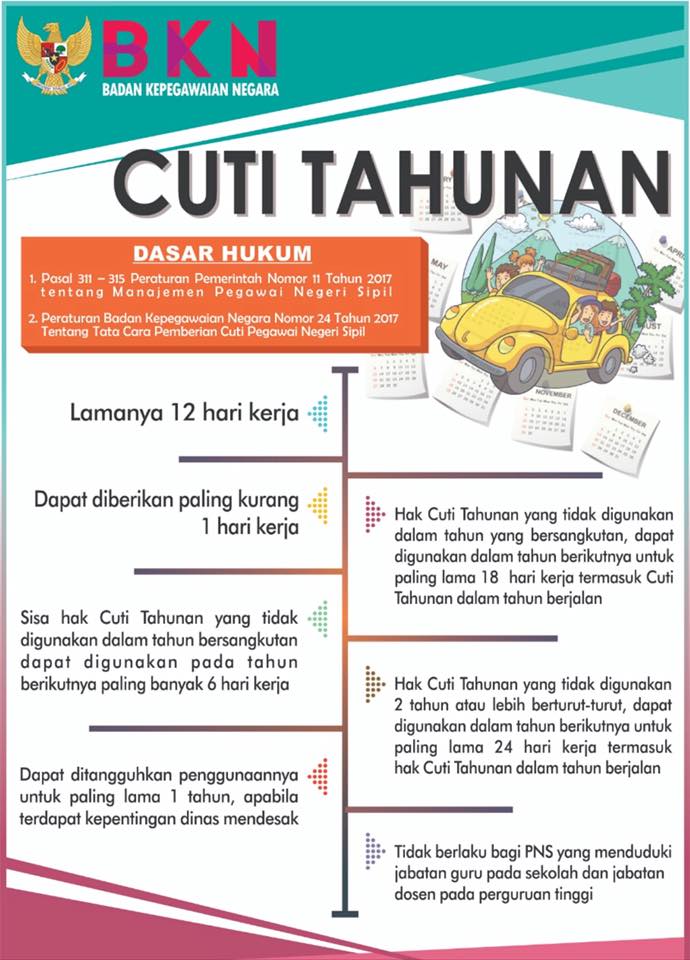 BKN
BADAN KEPEGAWAIAN NEGARA
CUTI TAHUNAN
DASAR HUKUM
1. Pasal 311 – 315 Peraturan Pemerintah Nomor 11 Tahun 2017
tentang Manajemen Pegawai Negeri Sipil
2. Peraturan Badan Kepegawaian Negara Nomor 24 Tahun 2017
Tentang Tata Cara Pemberian Cuti Pegawai Negeri Sipil
MAY
APRIL
NOVEMBER
DECEMBER
Lamanya 12 hari kerja
Dapat diberikan paling kurang
1 hari kerja
Hak Cuti Tahunan yang tidak digunakan
dalam tahun yang bersangkutan, dapat
digunakan dalam tahun berikutnya untuk
paling lama 18 hari kerja termasuk Cuti
Tahunan dalam tahun berjalan
Sisa hak Cuti Tahunan yang tidak
digunakan dalam tahun bersangkutan
dapat digunakan pada tahun
berikutnya paling banyak 6 hari kerja
Hak Cuti Tahunan yang tidak digunakan
2 tahun atau lebih berturut-turut, dapat
digunakan dalam tahun berikutnya untuk
paling lama 24 hari kerja termasuk
hak Cuti Tahunan dalam tahun berjalan
Dapat ditangguhkan penggunaannya
untuk paling lama 1 tahun, apabila
terdapat kepentingan dinas mendesak
Tidak berlaku bagi PNS yang menduduki
jabatan guru pada sekolah dan jabatan
dosen pada perguruan tinggi